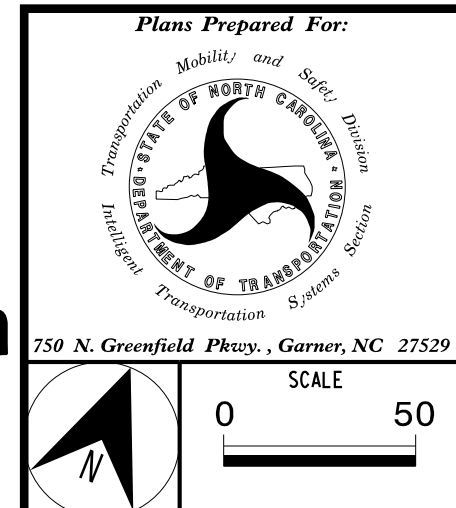 Plans Prepared For:
Transportation Mobility and Safety Division
STATE OF NORTH CAROLINA
DEPARTMENT OF TRANSPORTATION
Intelligent Transportation Systems Section
750 N. Greenfield Pkwy. , Garner, NC 27529
SCALE
0 50
N